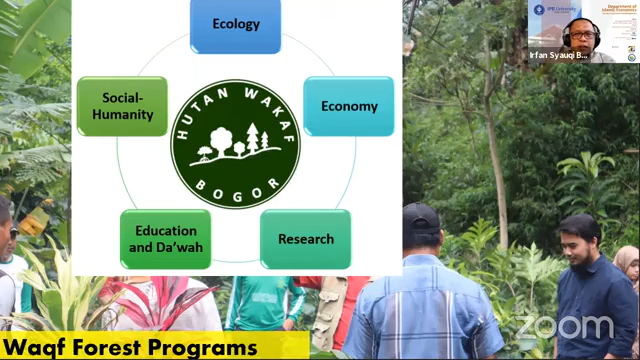 Ecology
Social-
Humanity
HUTAN WAKAF
BOGOR
Economy
Education
and Da'wah
Research
Waqf Forest Programs
IPB University
Department of
Islamic Economics
Irfan Syauqi B...
zoom